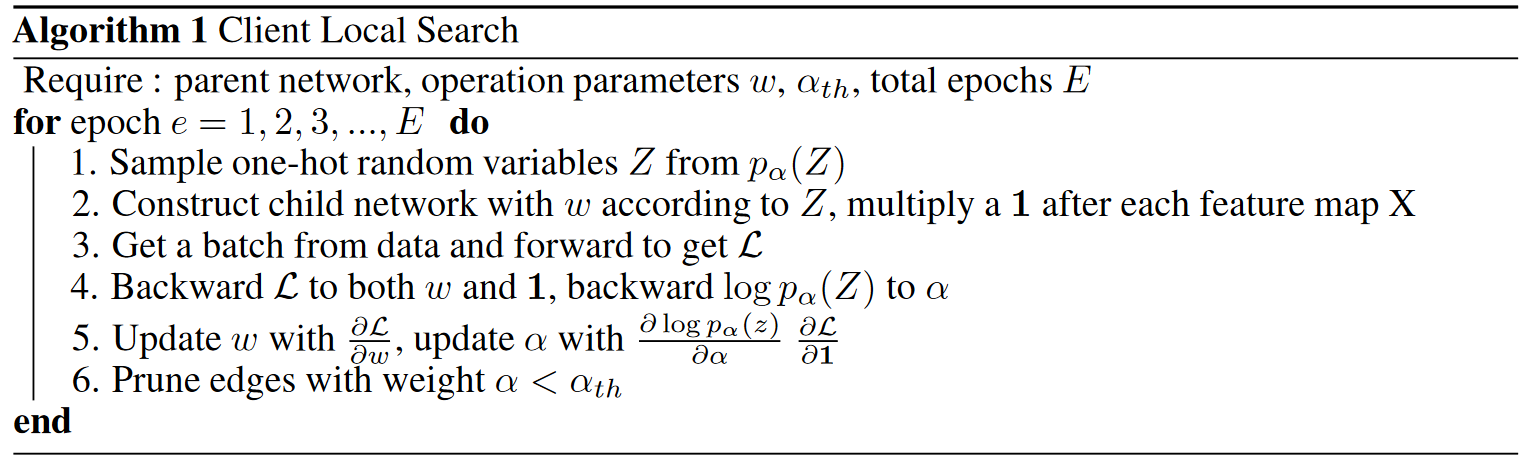 Algorithm 1 Client Local Search
Require : parent network, operation parameters $w$, $\alpha_{th}$, total epochs $E$
for epoch $e = 1, 2, 3, ..., E$ do
1. Sample one-hot random variables $Z$ from $p_{\alpha}(Z)$
2. Construct child network with $w$ according to $Z$, multiply a $\mathbf{1}$ after each feature map X
3. Get a batch from data and forward to get $\mathcal{L}$
4. Backward $\mathcal{L}$ to both $w$ and $\mathbf{1}$, backward $\log p_{\alpha}(Z)$ to $\alpha$
5. Update $w$ with $\frac{\partial \mathcal{L}}{\partial w}$, update $\alpha$ with $\frac{\partial \log p_{\alpha}(z)}{\partial \alpha} \frac{\partial \mathcal{L}}{\partial \mathbf{1}}$
6. Prune edges with weight $\alpha < \alpha_{th}$
end